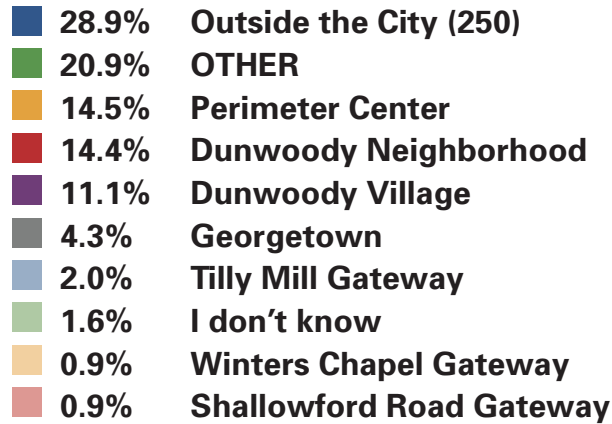 28.9% Outside the City (250)
20.9% OTHER
14.5% Perimeter Center
14.4% Dunwoody Neighborhood
11.1% Dunwoody Village
4.3% Georgetown
2.0% Tilly Mill Gateway
1.6% I don’t know
0.9% Winters Chapel Gateway
0.9% Shallowford Road Gateway